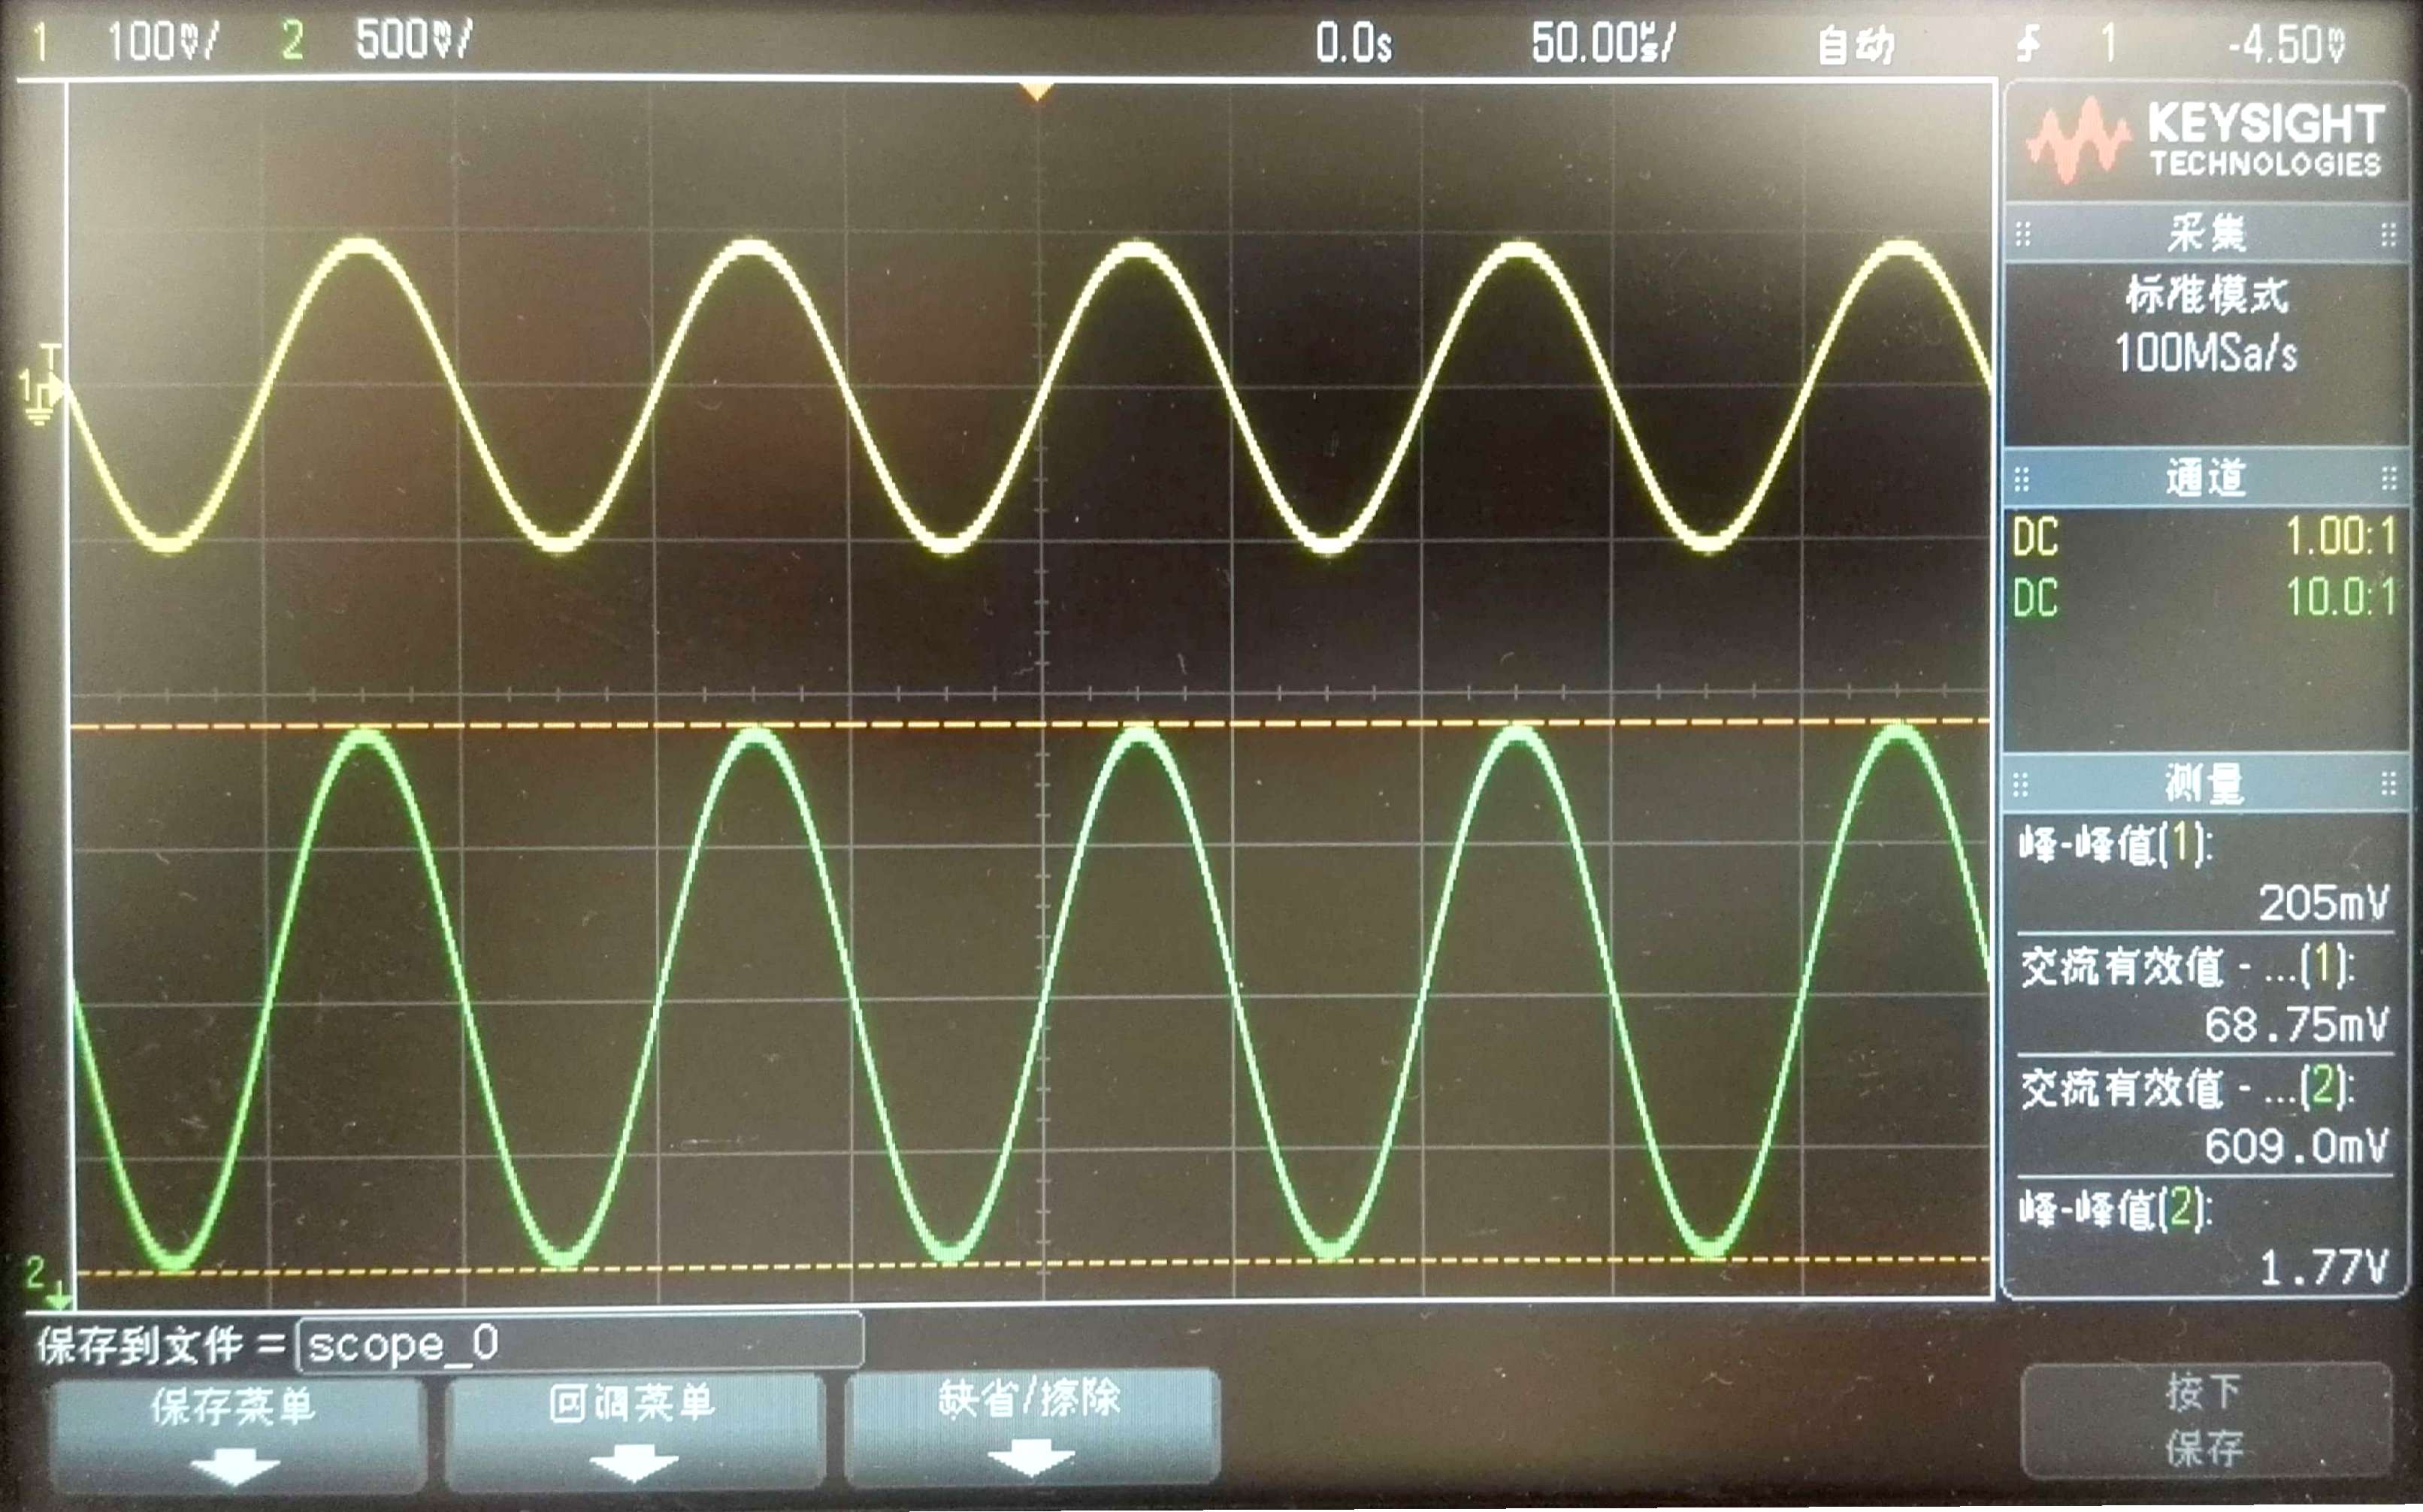 1 100mV/ 2 500mV/ 0.0s 50.00µs/ 自动 1 -4.50mV
KEYSIGHT
TECHNOLOGIES
采集
标准模式
100MSa/s
T
1
通道
DC 1.00:1
DC 10.0:1
测量
峰-峰值(1):
205mV
交流有效值 - ...(1):
68.75mV
交流有效值 - ...(2):
609.0mV
峰-峰值(2):
1.77V
2
保存到文件 = scope_0
保存菜单 回调菜单 缺省/擦除 按下
保存